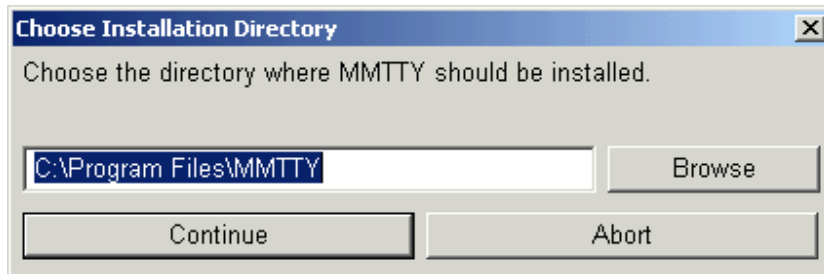 Choose Installation Directory
Choose the directory where MMTTY should be installed.
C:\Program Files\MMTTY
Browse
Continue
Abort